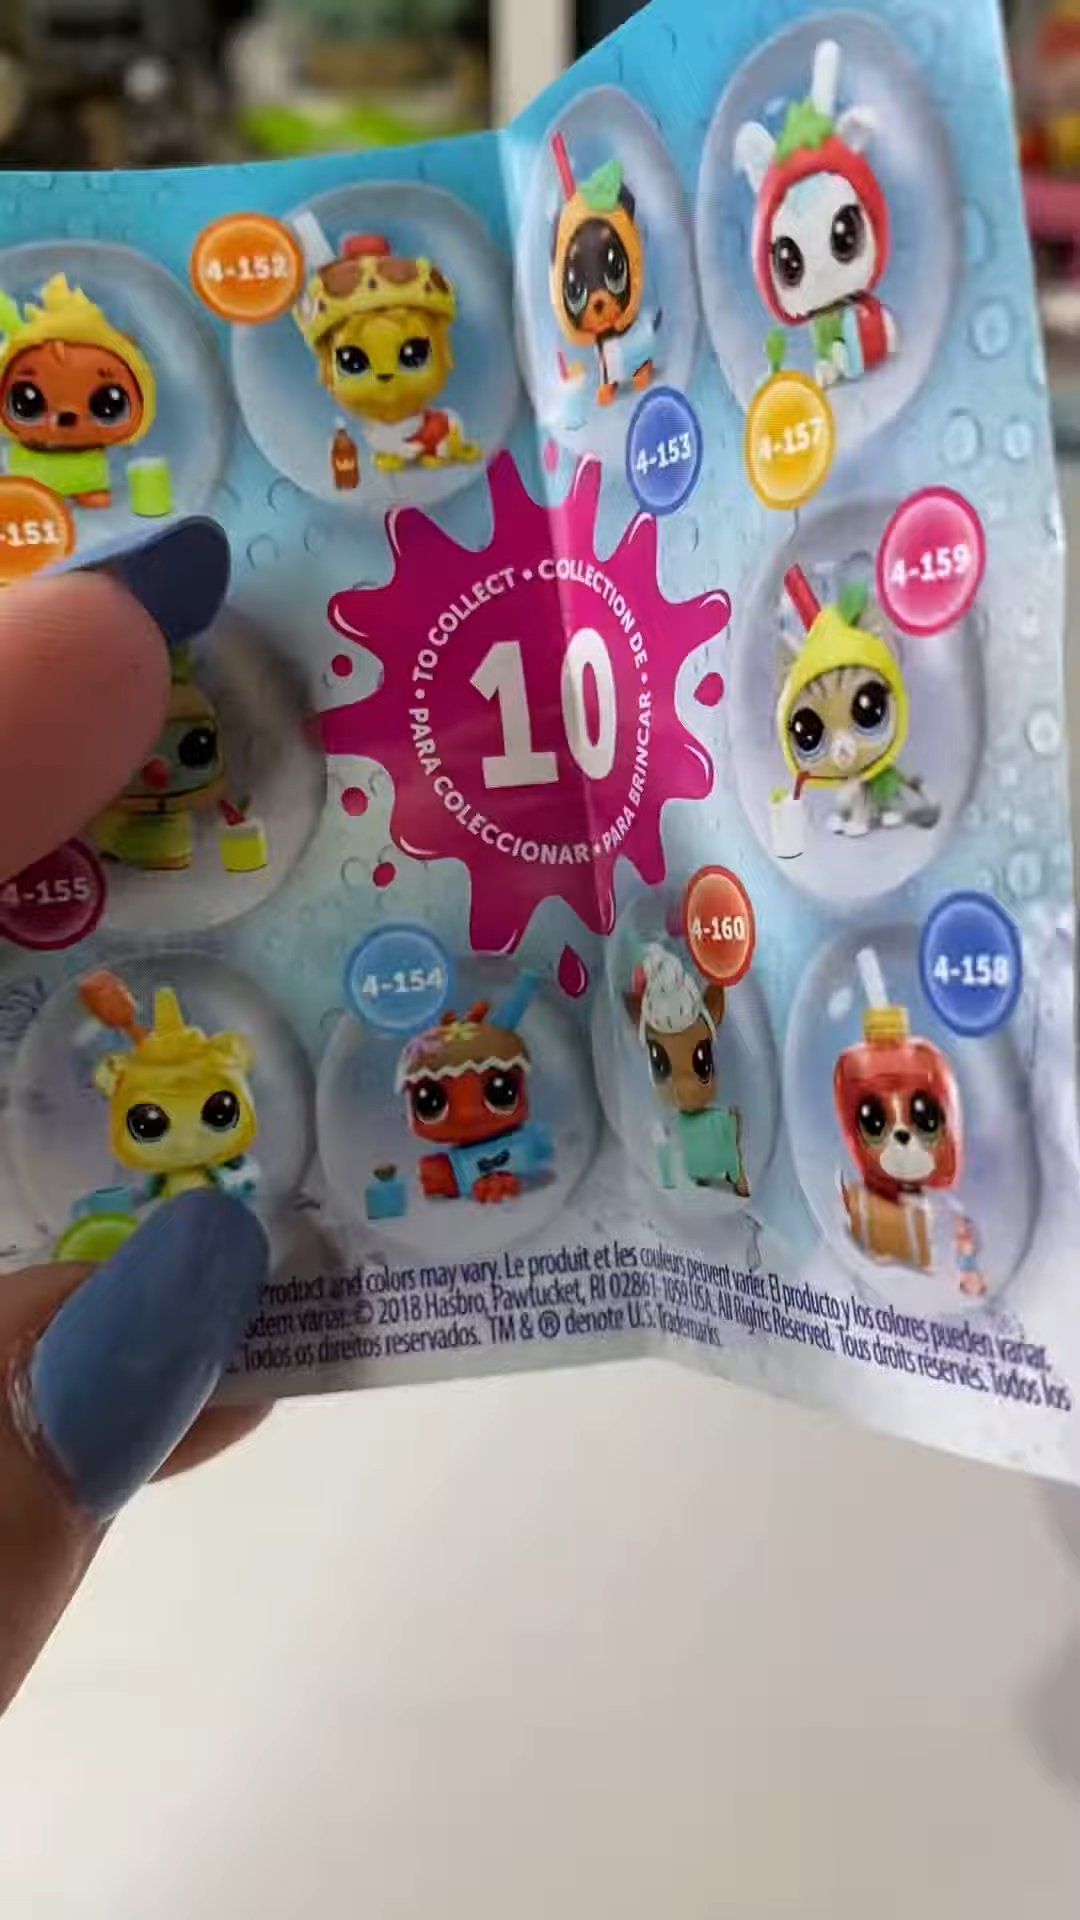 4-152
4-153
4-157
-151
4-159
10
• TO COLLECT • COLLECTION DE • PARA BRINCAR • PARA COLECCIONAR
4-155
4-160
4-154
4-158
Product and colors may vary. Le produit et les couleurs peuvent varier. El producto y los colores pueden variar.
odem variar. © 2018 Hasbro, Pawtucket, RI 02861-1059 USA. All Rights Reserved. Tous droits réservés. Todos los
. Todos os direitos reservados. TM & ® denote U.S. Trademarks